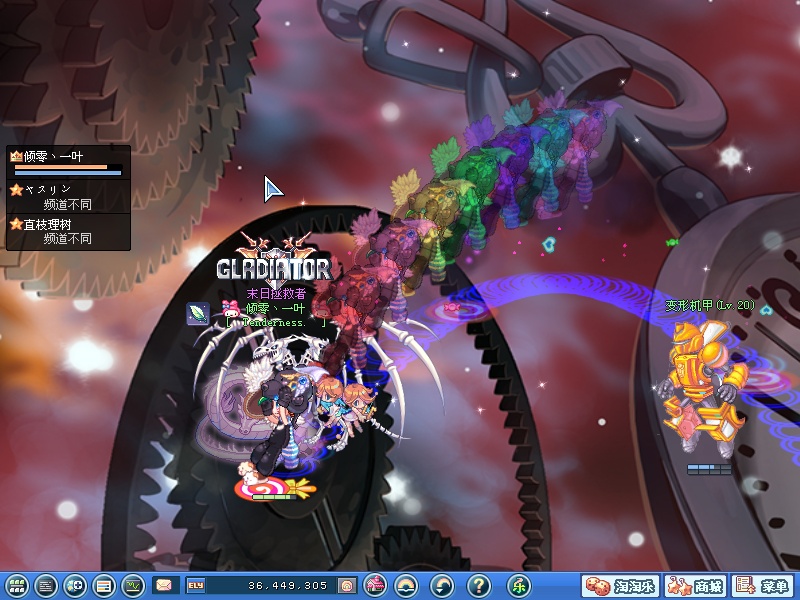 倾零丶一叶
ヤスリン
频道不同
直枝理树
频道不同
GLADIATOR
末日拯救者
倾零丶一叶
[ Tenderness. ]
变形机甲(Lv.20)
ELY
36,449,305
?
乐
淘淘乐
商城
菜单